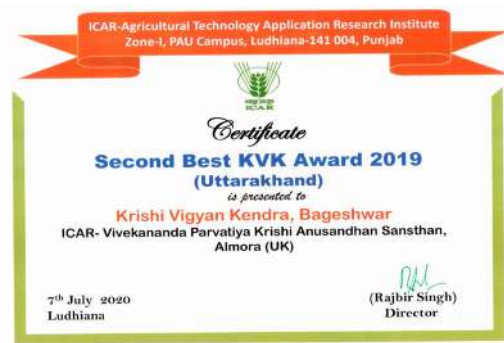 ICAR-Agricultural Technology Application Research Institute
Zone-I, PAU Campus, Ludhiana-141 004, Punjab
ICAR
Certificate
Second Best KVK Award 2019
(Uttarakhand)
is presented to
Krishi Vigyan Kendra, Bageshwar
ICAR- Vivekananda Parvatiya Krishi Anusandhan Sansthan,
Almora (UK)
7th July 2020
Ludhiana
(Rajbir Singh)
Director